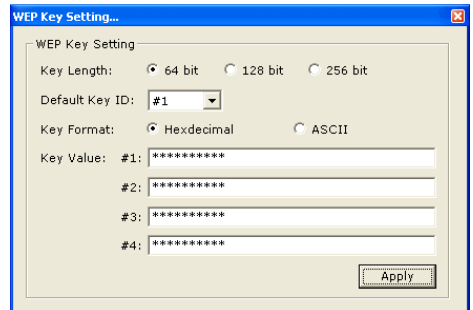 WEP Key Setting...
WEP Key Setting
Key Length: 64 bit 128 bit 256 bit
Default Key ID: #1
Key Format: Hexdecimal ASCII
Key Value: #1: **********
#2: **********
#3: **********
#4: **********
Apply